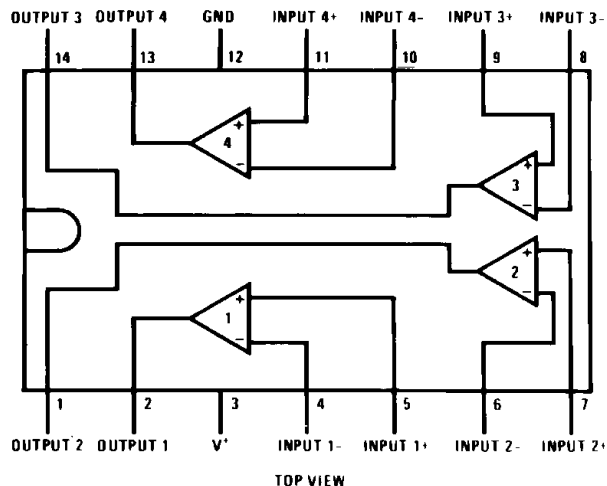 OUTPUT 3 OUTPUT 4 GND INPUT 4+ INPUT 4- INPUT 3+ INPUT 3-
14 13 12 11 10 9 8
+
4
-
+
3
-
+
2
-
+
1
-
1 2 3 4 5 6 7
OUTPUT 2 OUTPUT 1 V+ INPUT 1- INPUT 1+ INPUT 2- INPUT 2+
TOP VIEW